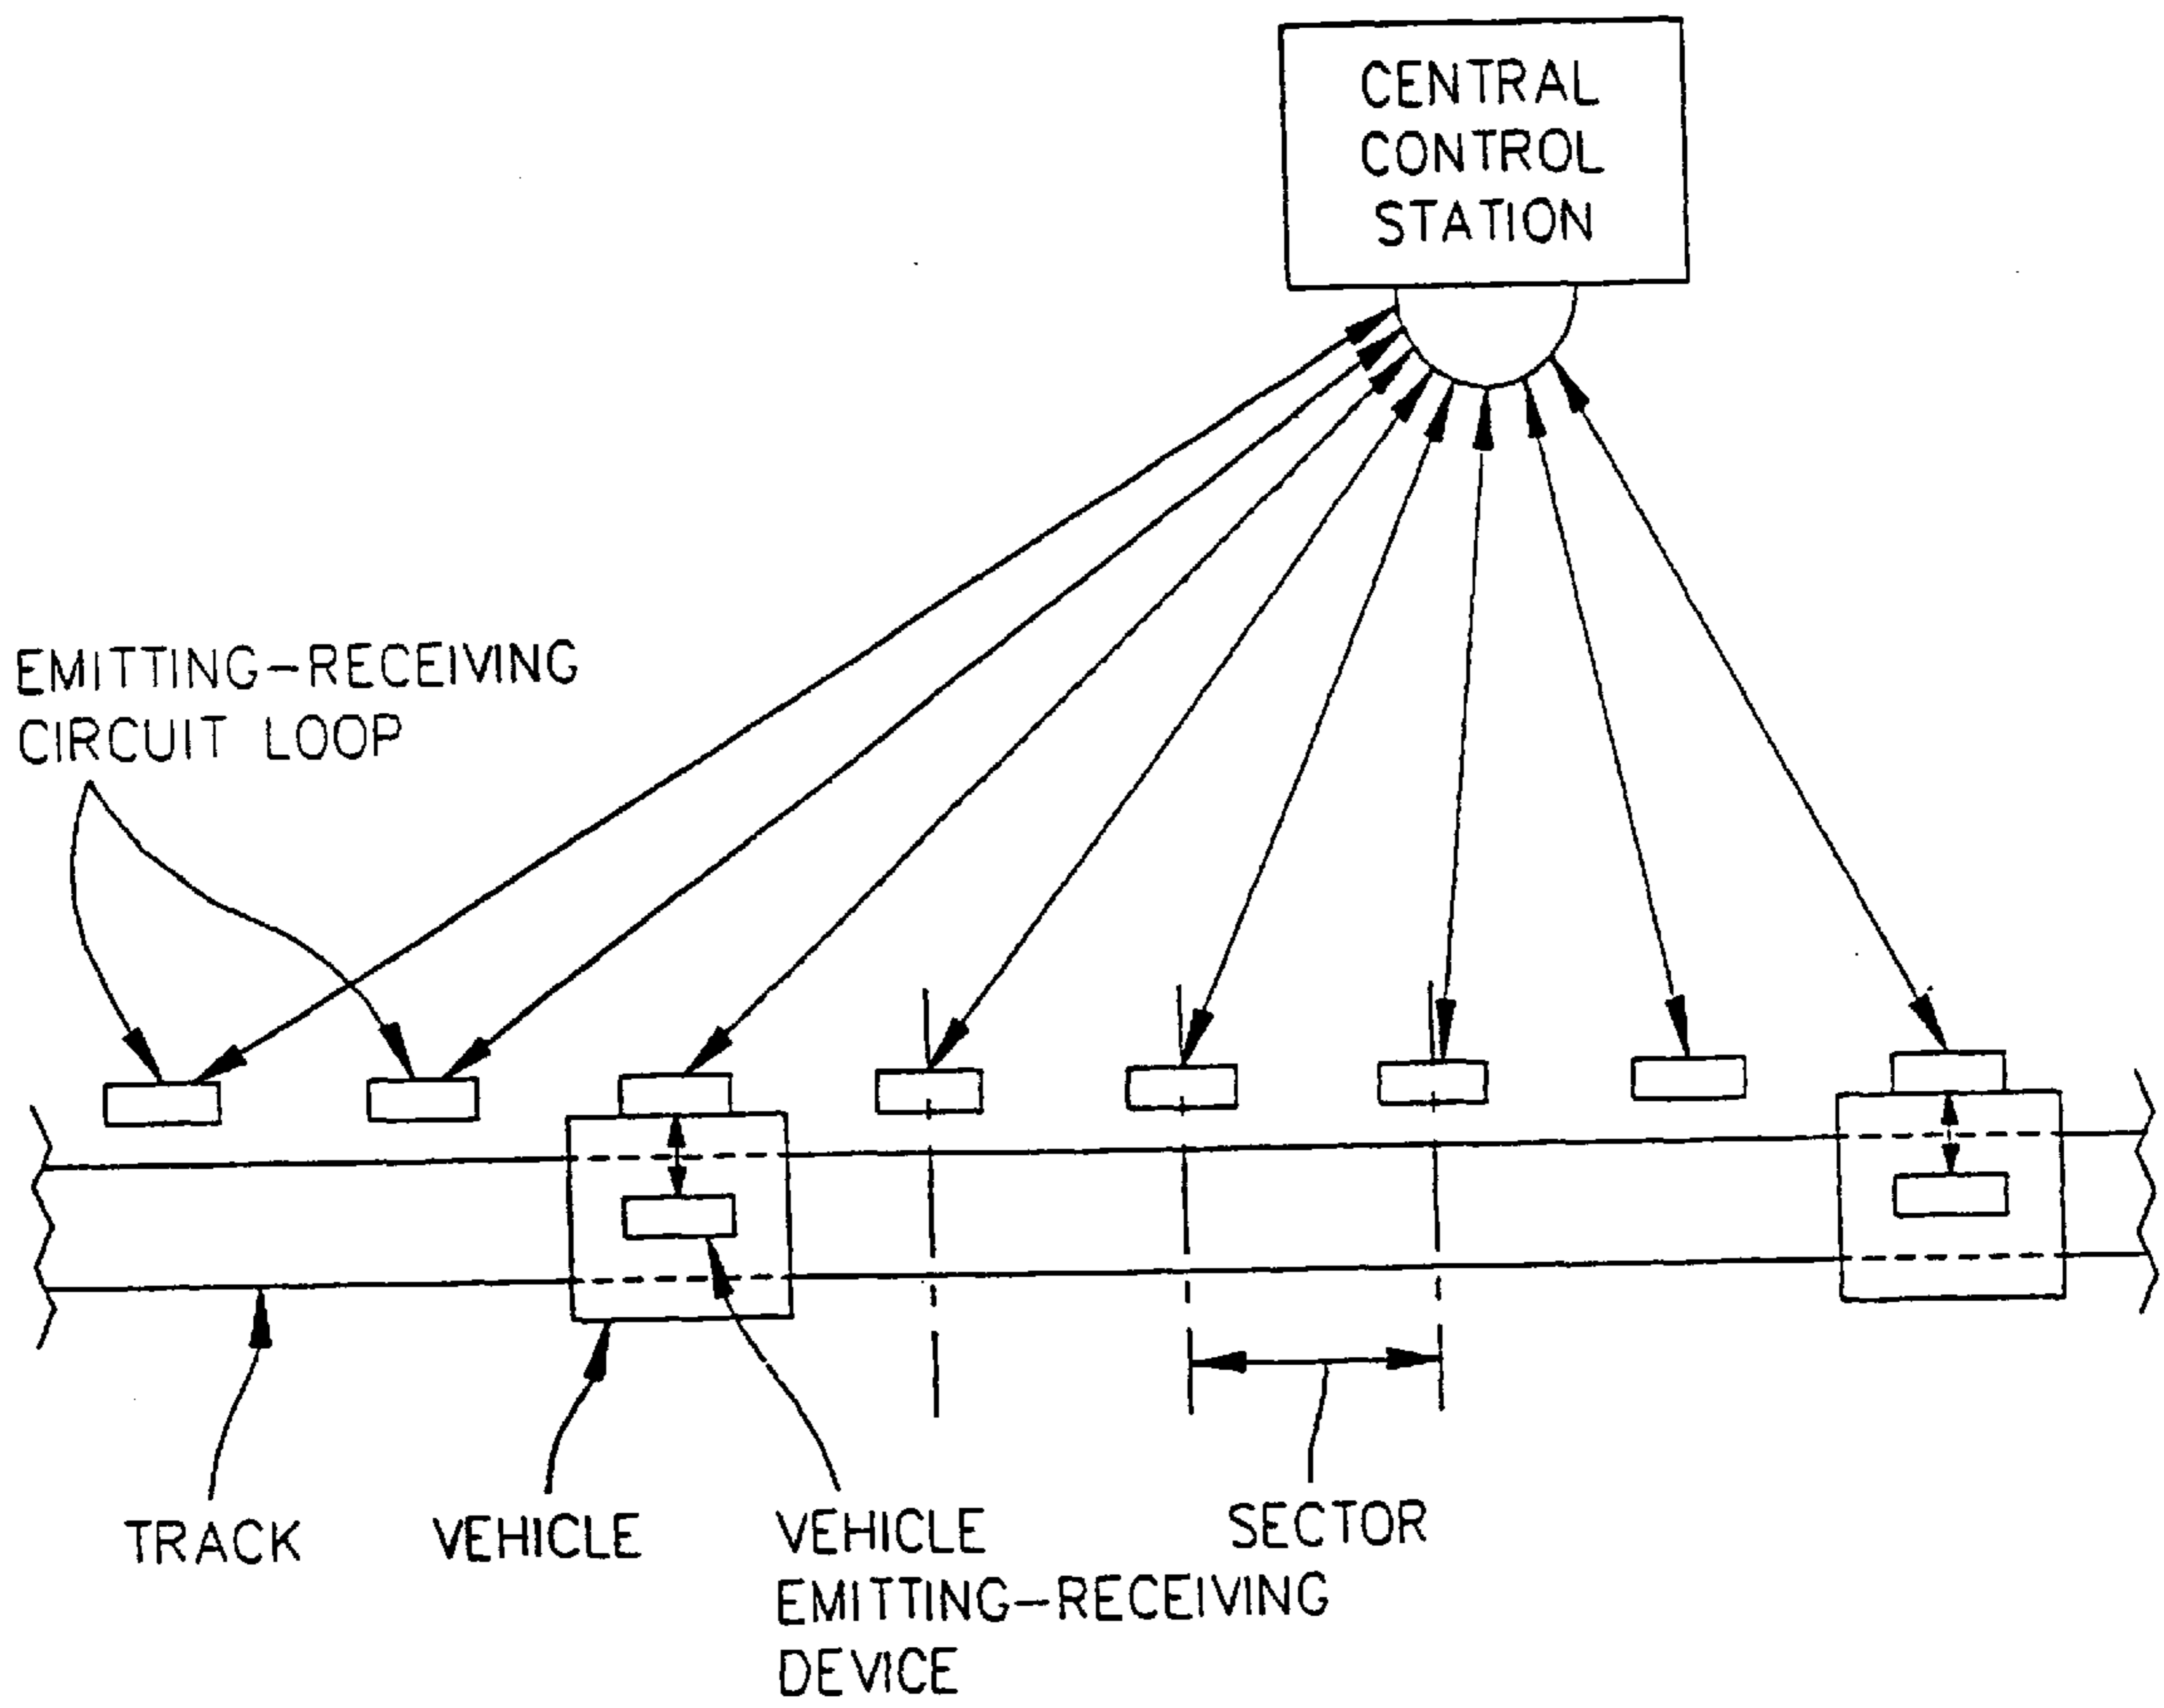 CENTRAL
CONTROL
STATION
EMITTING-RECEIVING
CIRCUIT LOOP
TRACK
VEHICLE
VEHICLE
EMITTING-RECEIVING
DEVICE
SECTOR